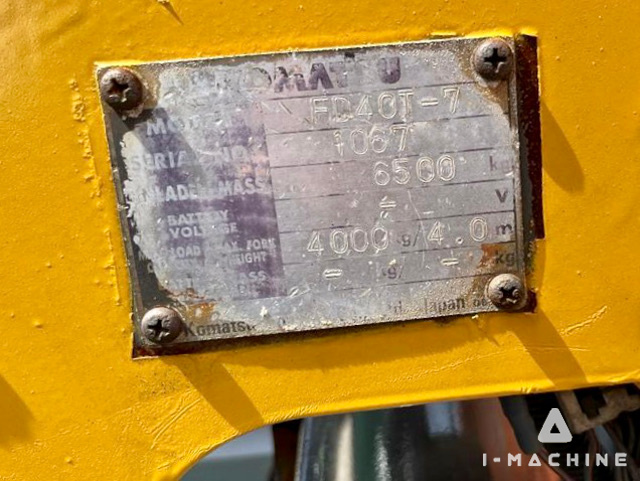 KOMATSU
MODEL FD40T-7
SERIAL NO. 1067
UNLADEN MASS 6500 kg
BATTERY VOLTAGE - V
LOAD MAX. FORK HEIGHT 4000 kg/ 4.0 m
- kg/ - kg
Komatsu Japan
I-MACHINE